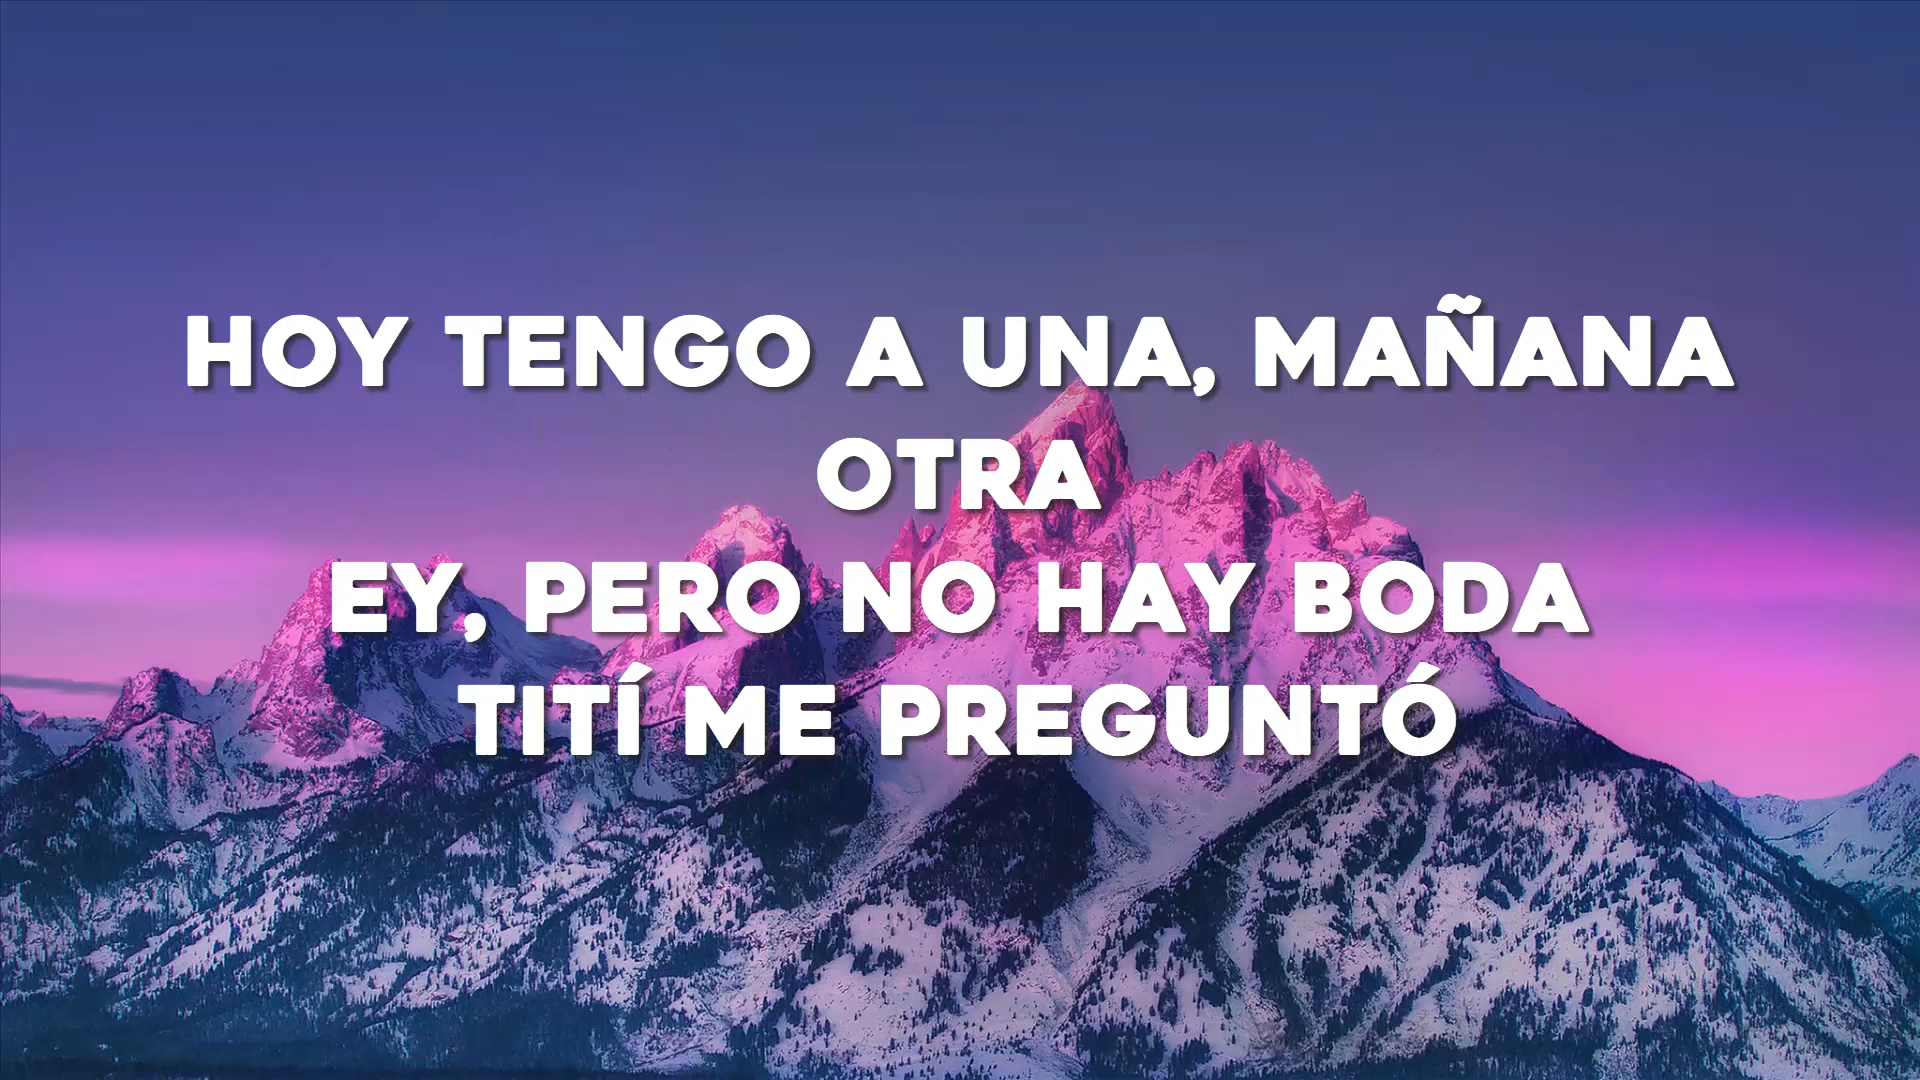 HOY TENGO A UNA, MAÑANA
OTRA
EY, PERO NO HAY BODA
TITÍ ME PREGUNTÓ